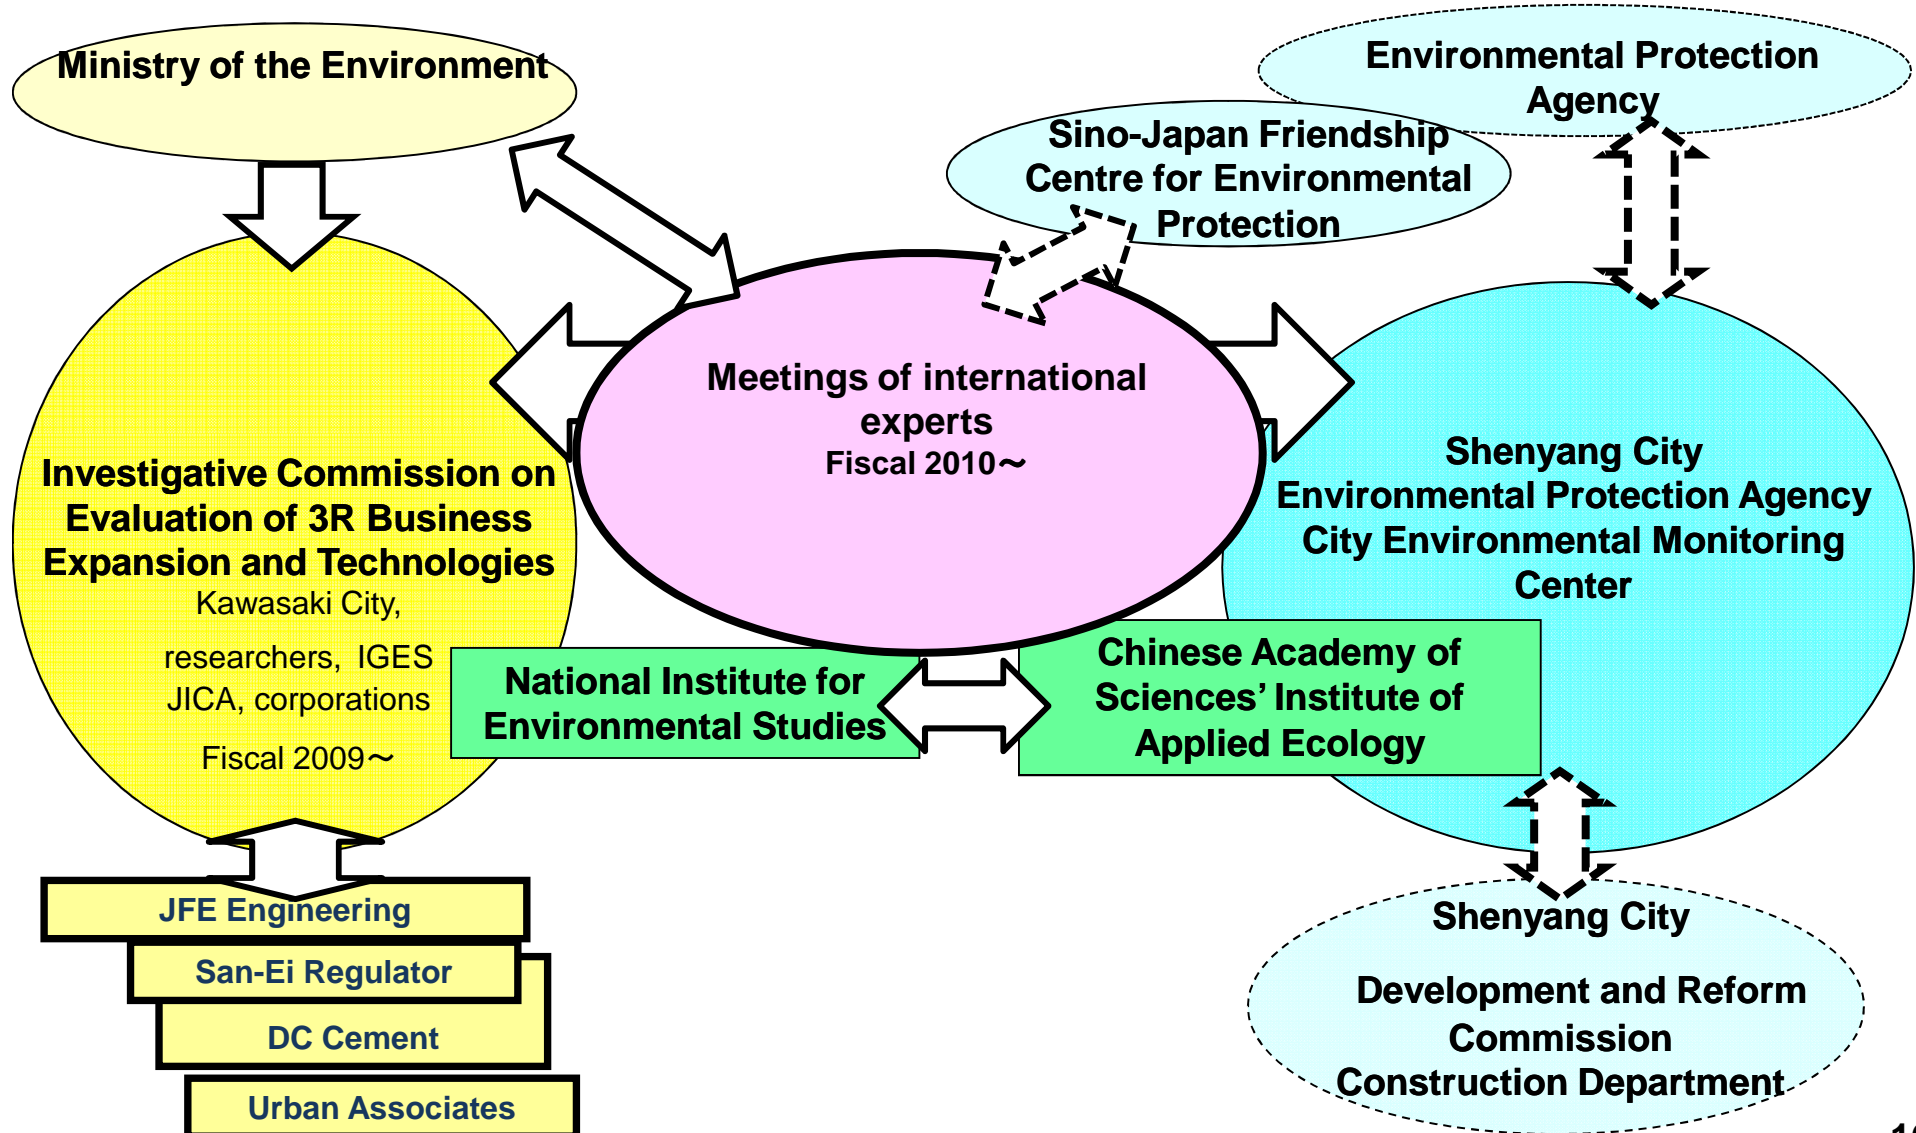 Ministry of the Environment
Environmental Protection
Agency
Sino-Japan Friendship
Centre for Environmental
Protection
Meetings of international
experts
Fiscal 2010～
Investigative Commission on
Evaluation of 3R Business
Expansion and Technologies
Kawasaki City,
researchers, IGES
JICA, corporations
Fiscal 2009～
Shenyang City
Environmental Protection Agency
City Environmental Monitoring
Center
National Institute for
Environmental Studies
Chinese Academy of
Sciences’ Institute of
Applied Ecology
JFE Engineering
San-Ei Regulator
DC Cement
Urban Associates
Shenyang City
Development and Reform
Commission
Construction Department